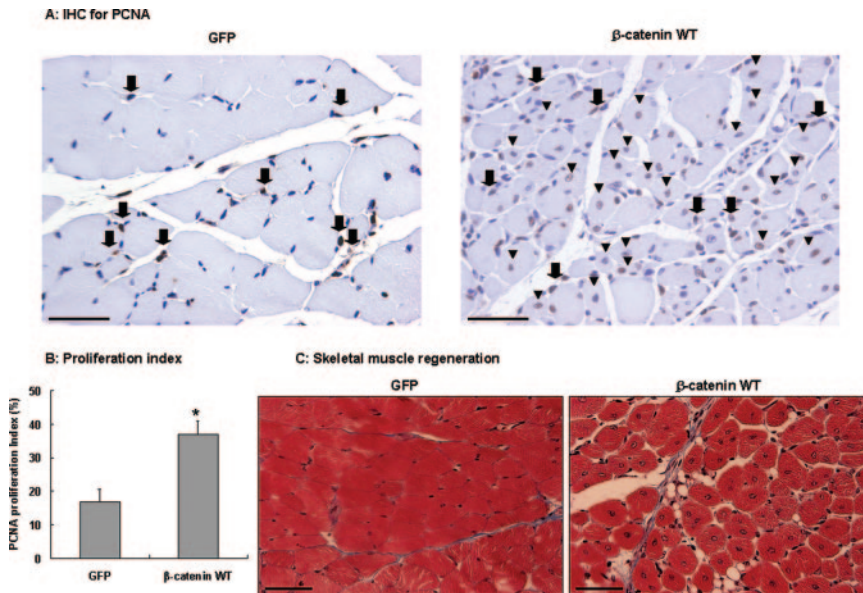 A: IHC for PCNA
GFP
β-catenin WT
B: Proliferation index
C: Skeletal muscle regeneration
GFP
β-catenin WT
PCNA proliferation Index (%)
50
40
30
20
10
0
*
GFP
β-catenin WT